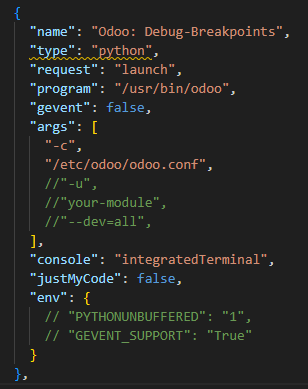 {
"name": "Odoo: Debug-Breakpoints",
"type": "python",
"request": "launch",
"program": "/usr/bin/odoo",
"gevent": false,
"args": [
"-c",
"/etc/odoo/odoo.conf",
//"-u",
//"your-module",
//"--dev=all",
],
"console": "integratedTerminal",
"justMyCode": false,
"env": {
// "PYTHONUNBUFFERED": "1",
// "GEVENT_SUPPORT": "True"
}
},